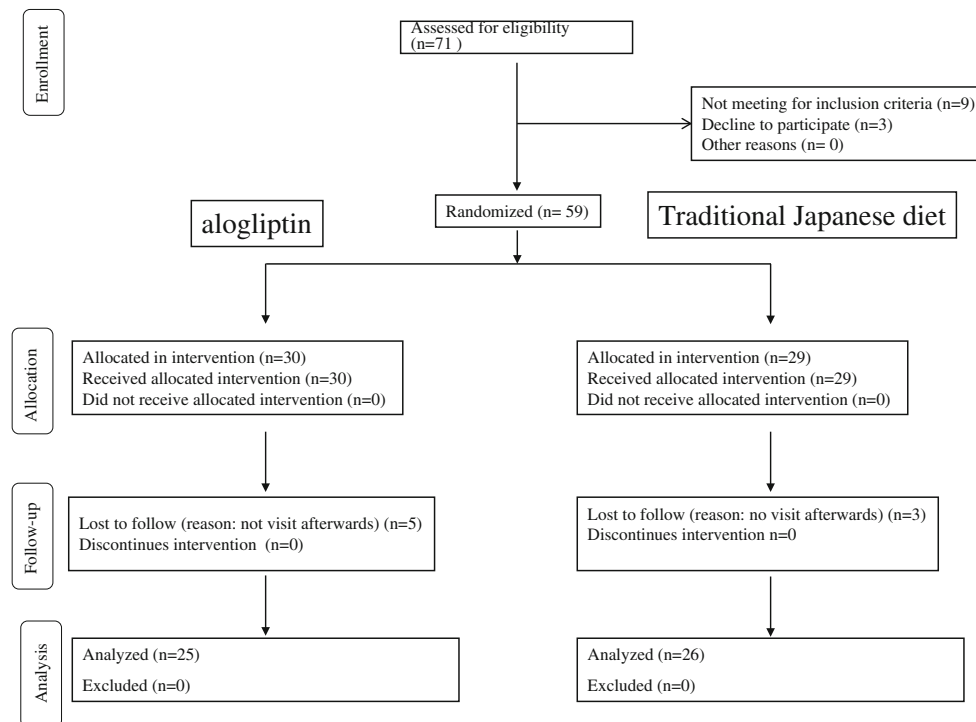 Enrollment
Assessed for eligibility
(n=71 )
Not meeting for inclusion criteria (n=9)
Decline to participate (n=3)
Other reasons (n= 0)
Randomized (n= 59)
alogliptin
Traditional Japanese diet
Allocation
Allocated in intervention (n=30)
Received allocated intervention (n=30)
Did not receive allocated intervention (n=0)
Allocated in intervention (n=29)
Received allocated intervention (n=29)
Did not receive allocated intervention (n=0)
Follow-up
Lost to follow (reason: not visit afterwards) (n=5)
Discontinues intervention (n=0)
Lost to follow (reason: no visit afterwards) (n=3)
Discontinues intervention n=0
Analysis
Analyzed (n=25)
Excluded (n=0)
Analyzed (n=26)
Excluded (n=0)